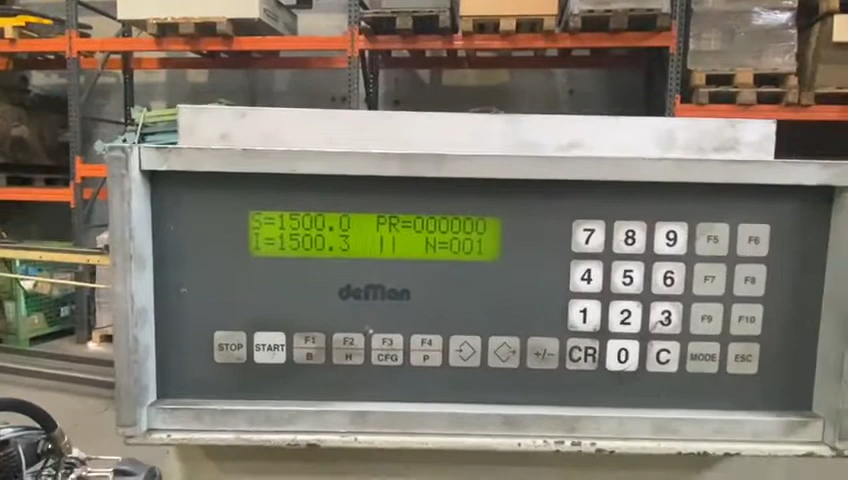 S=1500.0 PR=000000
I=1500.3 || N=001
deMan
7 8 9 F5 F6
4 5 6 F7 F8
1 2 3 F9 F10
STOP START F1 B F2 H F3 CFG F4 P +/- CR 0 C MODE ESC